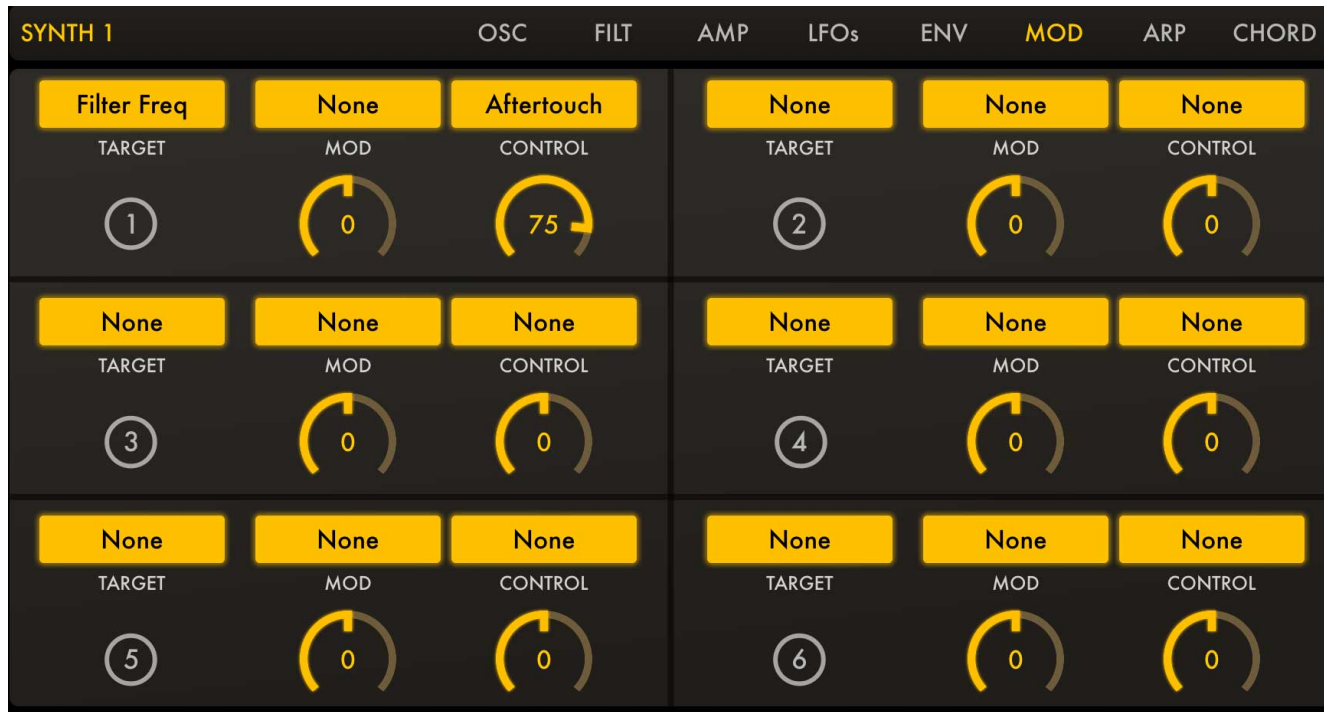 SYNTH 1 OSC FILT AMP LFOs ENV MOD ARP CHORD
Filter Freq None Aftertouch None None None
TARGET MOD CONTROL TARGET MOD CONTROL
1 0 75 2 0 0
None None None None None None
TARGET MOD CONTROL TARGET MOD CONTROL
3 0 0 4 0 0
None None None None None None
TARGET MOD CONTROL TARGET MOD CONTROL
5 0 0 6 0 0